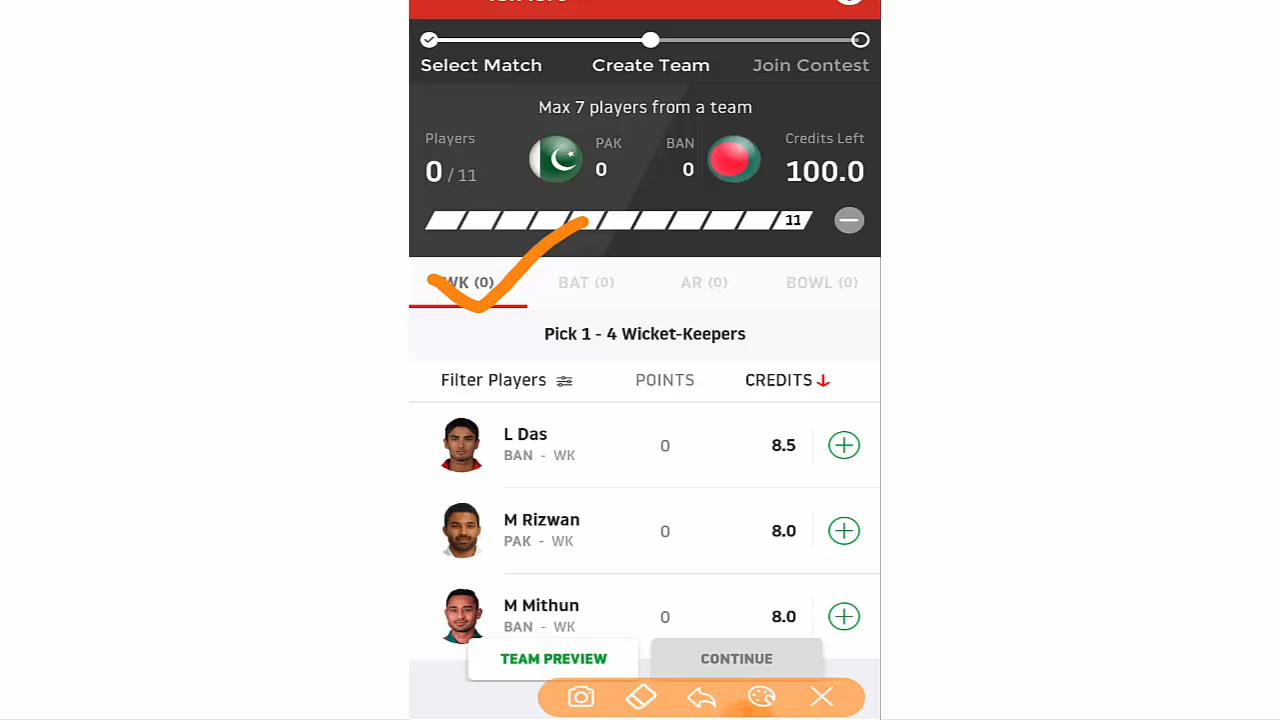 Select Match Create Team Join Contest
Max 7 players from a team
Players PAK BAN Credits Left
0 / 11 0 0 100.0
11
WK (0) BAT (0) AR (0) BOWL (0)
Pick 1 - 4 Wicket-Keepers
Filter Players POINTS CREDITS
L Das
BAN - WK 0 8.5
M Rizwan
PAK - WK 0 8.0
M Mithun
BAN - WK 0 8.0
TEAM PREVIEW CONTINUE